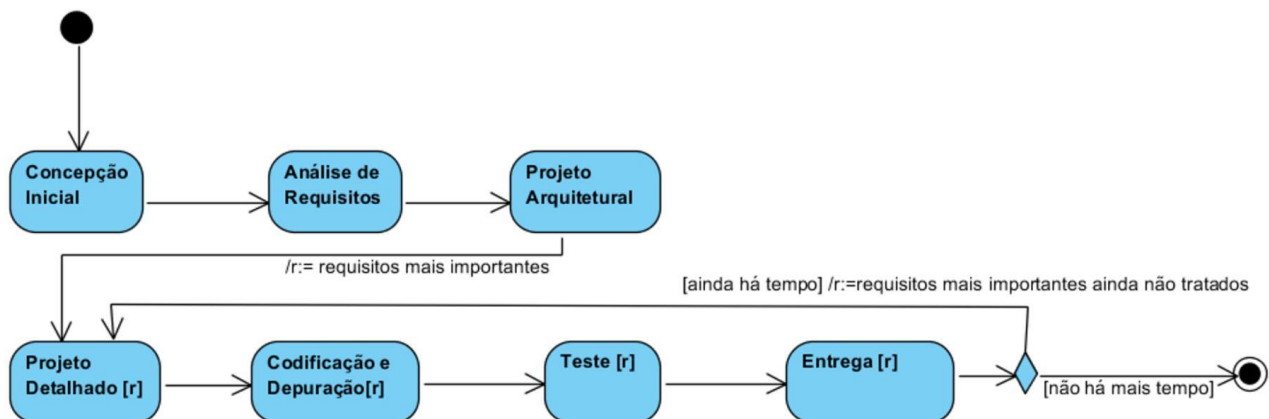 Concepção
Inicial
Análise de
Requisitos
Projeto
Arquitetural
/r:= requisitos mais importantes
[ainda há tempo] /r:=requisitos mais importantes ainda não tratados
Projeto
Detalhado [r]
Codificação e
Depuração[r]
Teste [r]
Entrega [r]
[não há mais tempo]